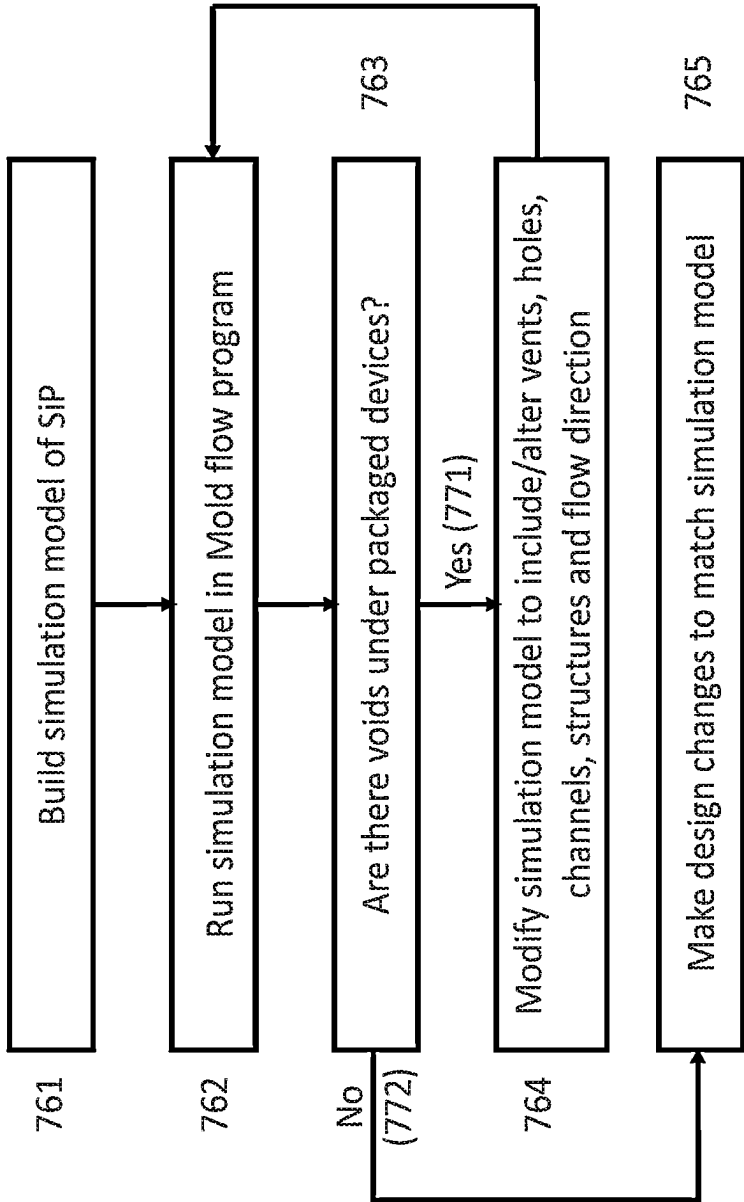 761
Build simulation model of SiP
762
Run simulation model in Mold flow program
763
Are there voids under packaged devices?
No
(772)
Yes (771)
764
Modify simulation model to include/alter vents, holes,
channels, structures and flow direction
765
Make design changes to match simulation model